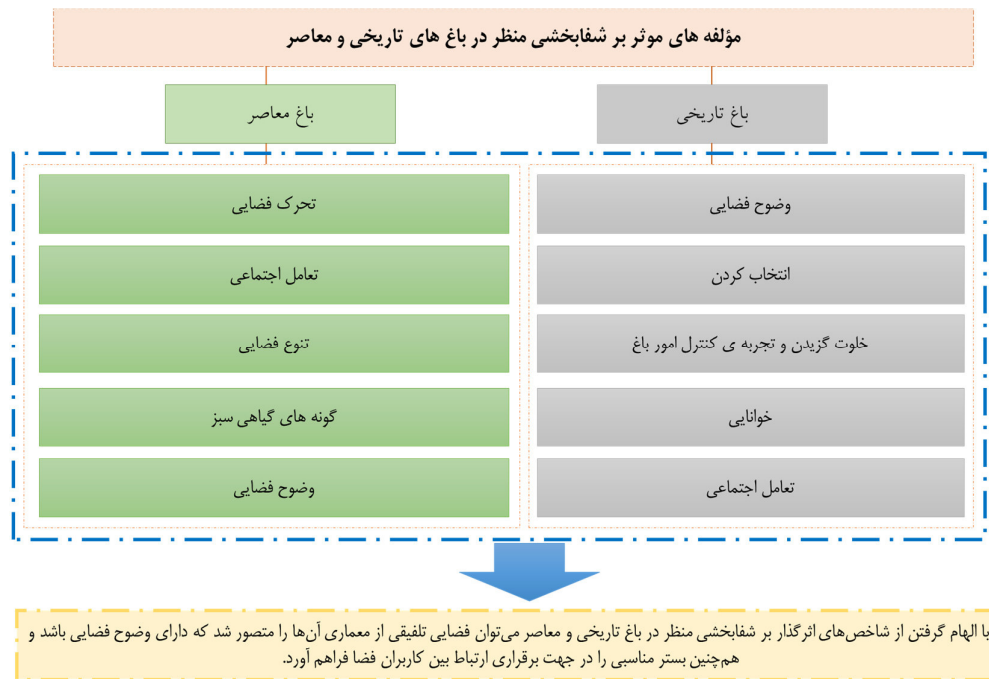 مؤلفه های موثر بر شفابخشی منظر در باغ های تاریخی و معاصر
باغ تاریخی
باغ معاصر
وضوح فضایی
انتخاب کردن
خلوت گزیدن و تجربه ی کنترل امور باغ
خوانایی
تعامل اجتماعی
تحرک فضایی
تعامل اجتماعی
تنوع فضایی
گونه های گیاهی سبز
وضوح فضایی
با الهام گرفتن از شاخص‌های اثرگذار بر شفابخشی منظر در باغ تاریخی و معاصر می‌توان فضایی تلفیقی از معماری آن‌ها را متصور شد که دارای وضوح فضایی باشد و
هم‌چنین بستر مناسبی را در جهت برقراری ارتباط بین کاربران فضا فراهم آورد.